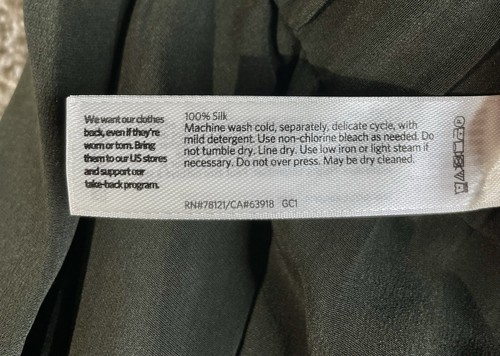 We want our clothes
back, even if they're
worn or torn. Bring
them to our US stores
and support our
take-back program.
100% Silk
Machine wash cold, separately, delicate cycle, with
mild detergent. Use non-chlorine bleach as needed. Do
not tumble dry. Line dry. Use low iron or light steam if
necessary. Do not over press. May be dry cleaned.
RN#78121/CA#63918 GC1